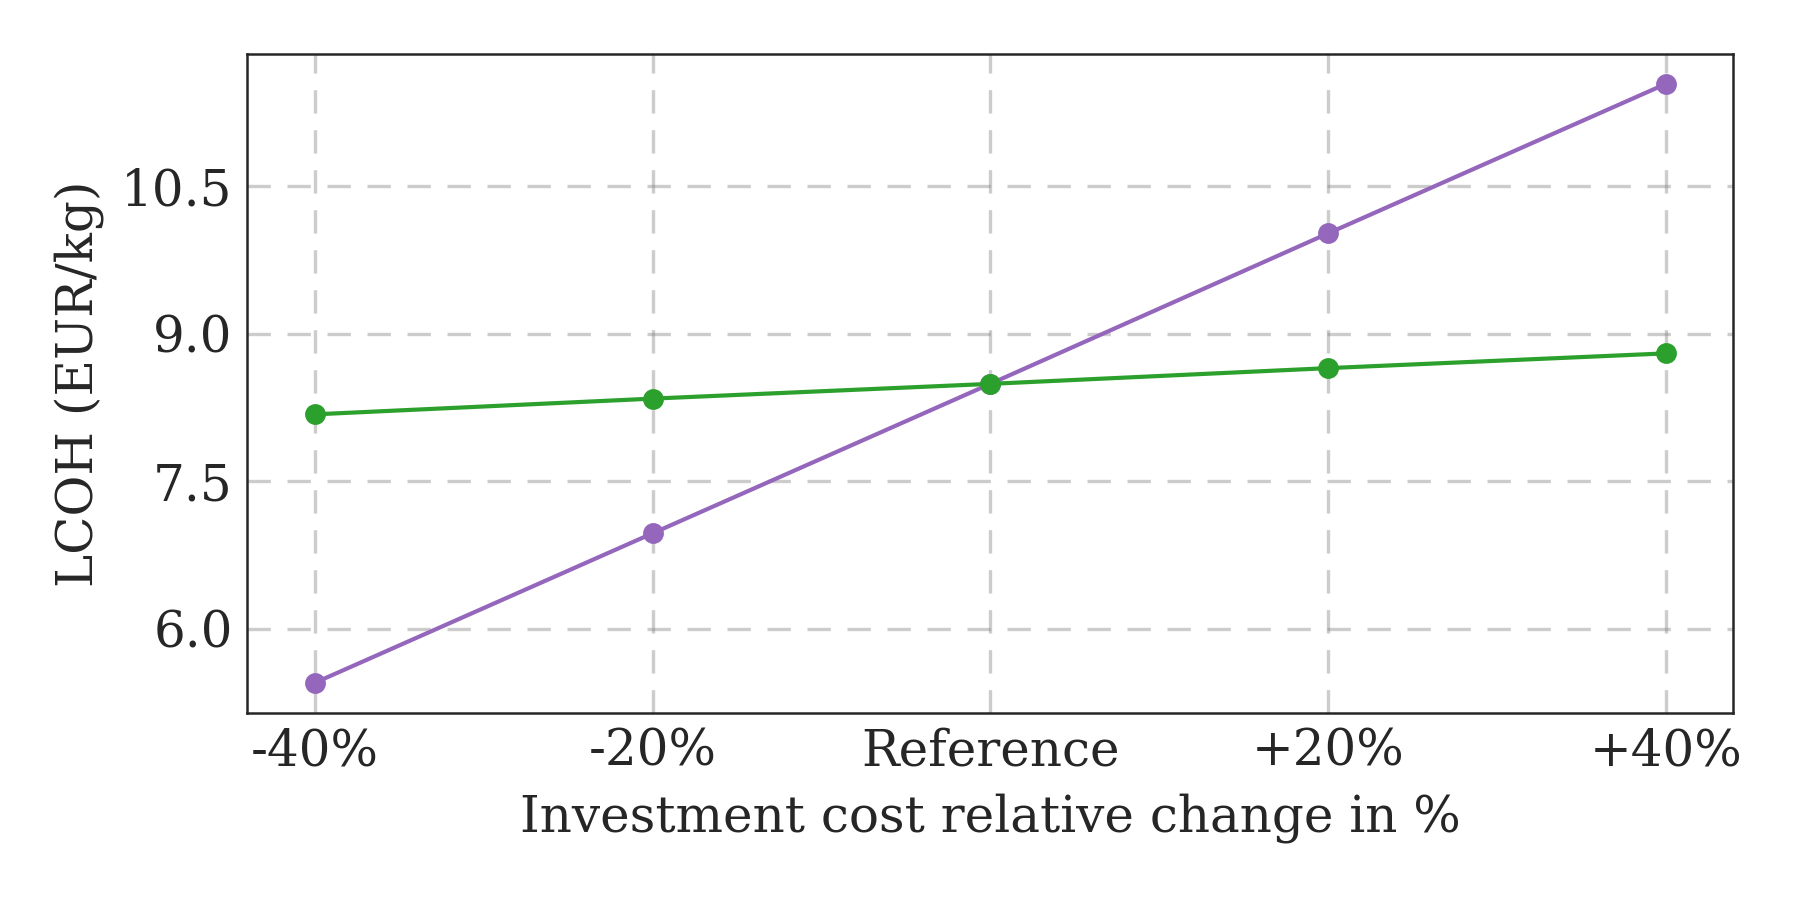 LCOH (EUR/kg)
10.5
9.0
7.5
6.0
-40%
-20%
Reference
+20%
+40%
Investment cost relative change in %